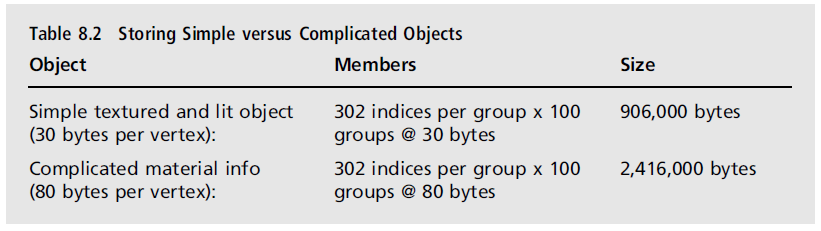 Table 8.2 Storing Simple versus Complicated Objects
Object Members Size
Simple textured and lit object 302 indices per group x 100 906,000 bytes
(30 bytes per vertex): groups @ 30 bytes
Complicated material info 302 indices per group x 100 2,416,000 bytes
(80 bytes per vertex): groups @ 80 bytes